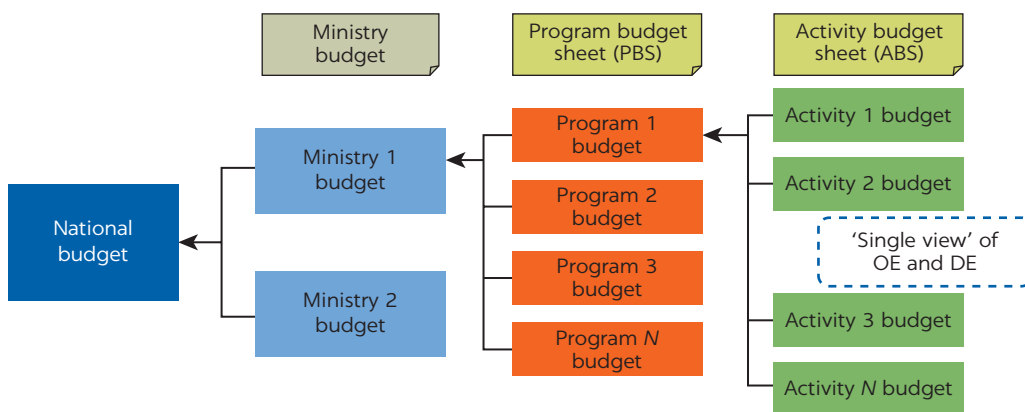 Ministry
budget
Program budget
sheet (PBS)
Activity budget
sheet (ABS)
National
budget
Ministry 1
budget
Ministry 2
budget
Program 1
budget
Program 2
budget
Program 3
budget
Program N
budget
Activity 1 budget
Activity 2 budget
‘Single view’ of
OE and DE
Activity 3 budget
Activity N budget